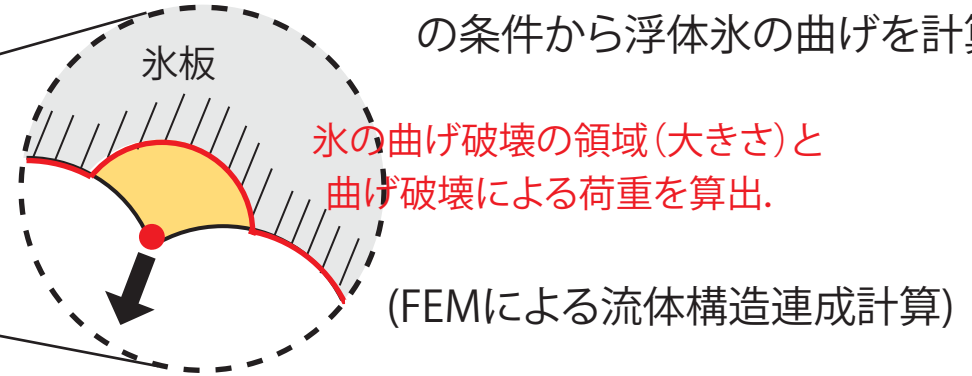 の条件から浮体氷の曲げを計算
氷板
氷の曲げ破壊の領域（大きさ）と
曲げ破壊による荷重を算出.
(FEMによる流体構造連成計算)